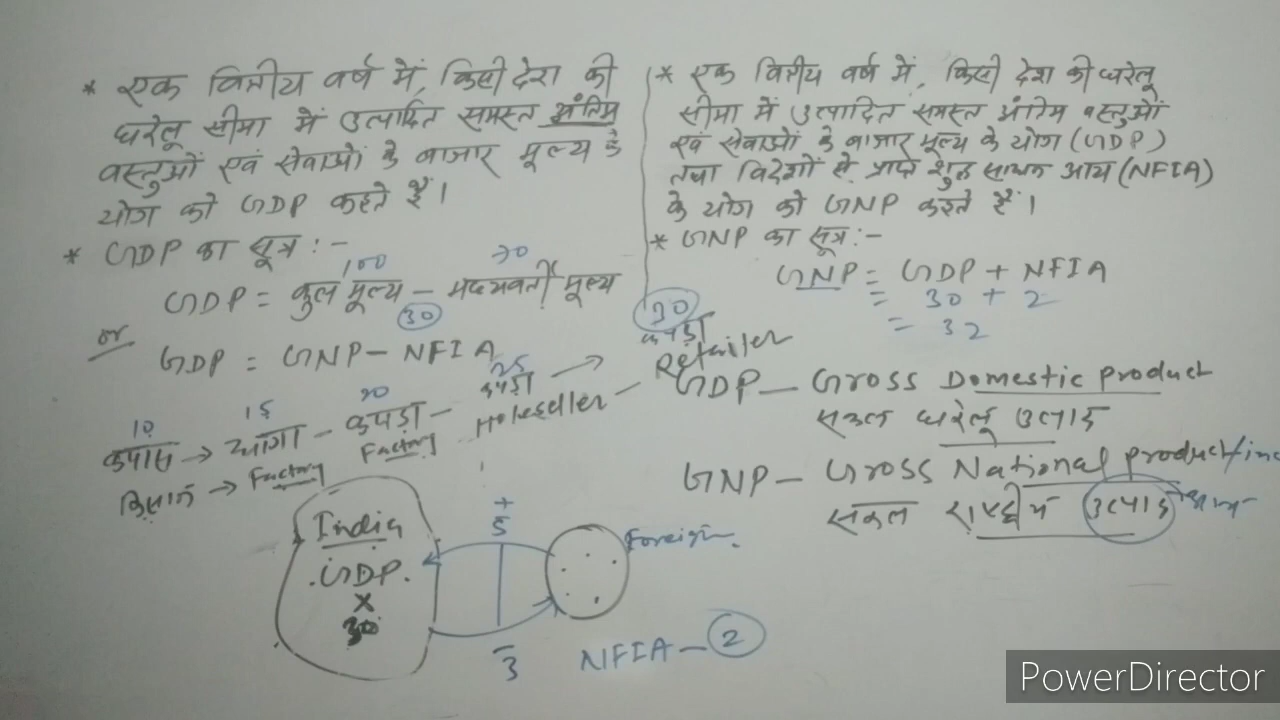 * एक वित्तीय वर्ष में, किसी देश की
घरेलू सीमा में उत्पादित समस्त अंतिम
वस्तुओं एवं सेवाओं के बाजार मूल्य के
योग को GDP कहते हैं।
* GDP का सूत्र :-
100 70
GDP = कुल मूल्य - मध्यवर्ती मूल्य
30
or
GDP = GNP - NFIA
* एक वित्तीय वर्ष में, किसी देश की घरेलू
सीमा में उत्पादित समस्त अंतिम वस्तुओं
एवं सेवाओं के बाजार मूल्य के योग (GDP)
तथा विदेशों से प्राप्त शुद्ध साधन आय (NFIA)
के योग को GNP कहते हैं।
* GNP का सूत्र :-
GNP = GDP + NFIA
= 30 + 2
= 32
10 15 20 25 30
कपास → धागा - कपड़ा - कपड़ा → कपड़ा
किसान → Factory Factory Holeseller - Retailer
GDP - Gross Domestic product
सकल घरेलू उत्पाद
GNP - Gross National product/inc
सकल राष्ट्रीय उत्पाद
India
GDP
x
30
+
5
Foreign
-
3
NFIA - 2
PowerDirector